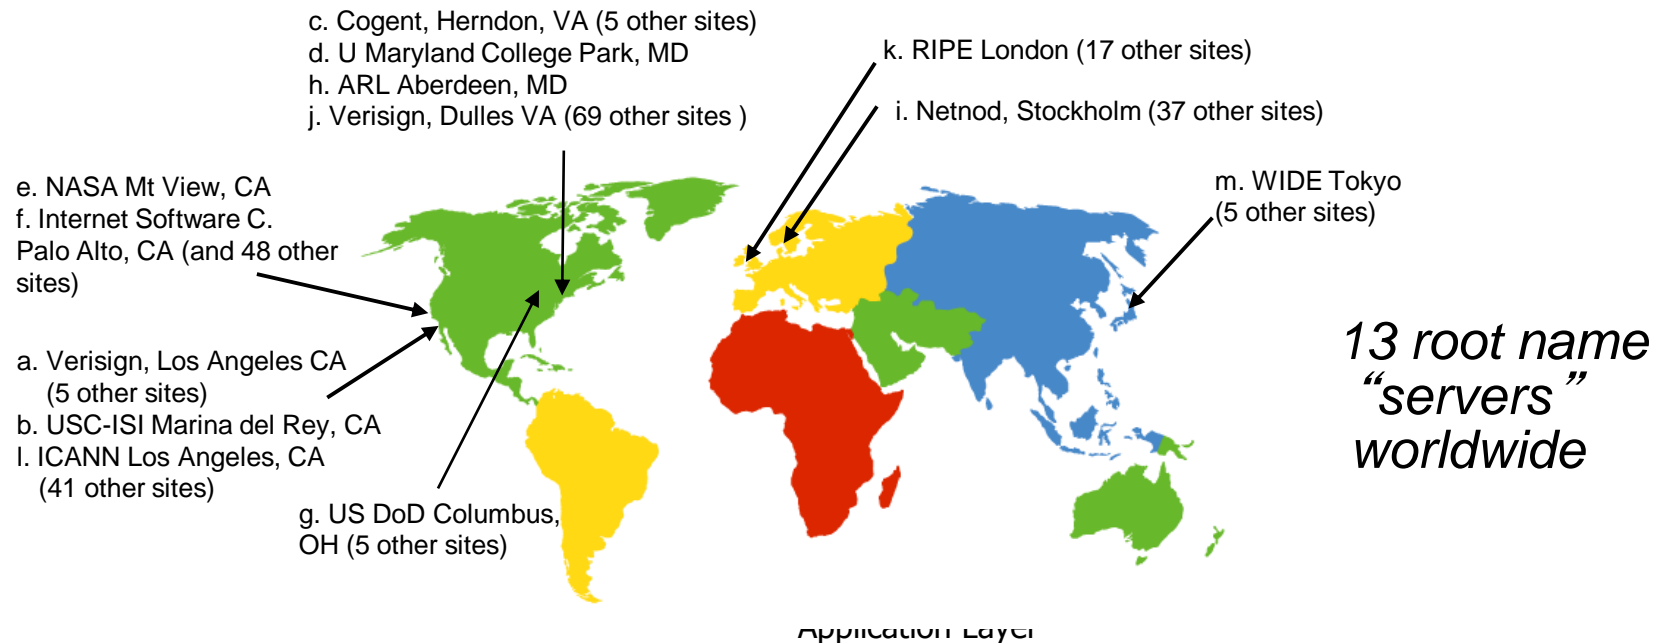 c. Cogent, Herndon, VA (5 other sites)
d. U Maryland College Park, MD
h. ARL Aberdeen, MD
j. Verisign, Dulles VA (69 other sites )
k. RIPE London (17 other sites)
i. Netnod, Stockholm (37 other sites)
e. NASA Mt View, CA
f. Internet Software C.
Palo Alto, CA (and 48 other
sites)
m. WIDE Tokyo
(5 other sites)
a. Verisign, Los Angeles CA
(5 other sites)
b. USC-ISI Marina del Rey, CA
l. ICANN Los Angeles, CA
(41 other sites)
g. US DoD Columbus,
OH (5 other sites)
13 root name
“servers”
worldwide
Application Layer